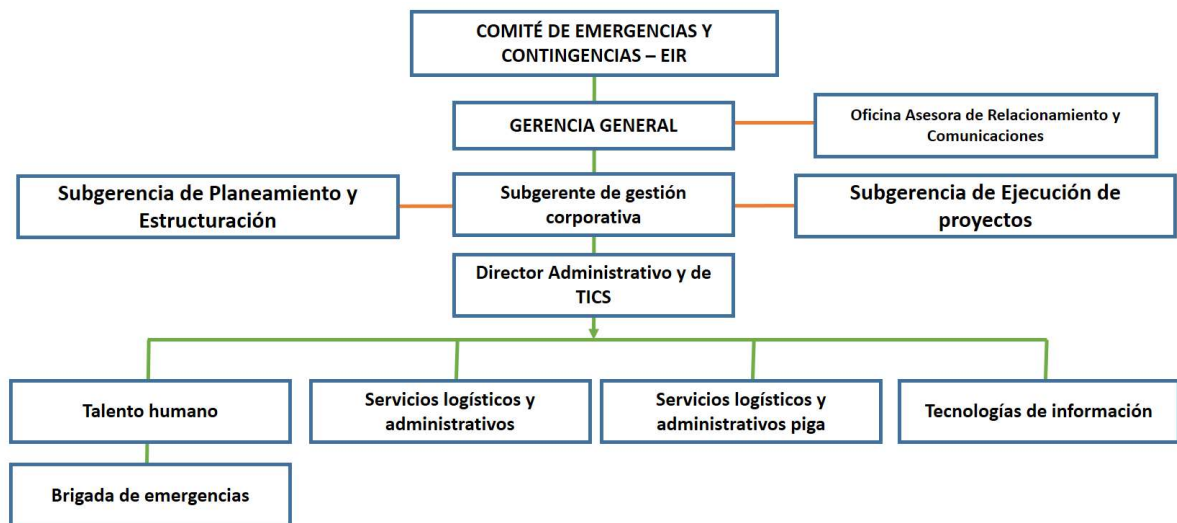 COMITÉ DE EMERGENCIAS Y
CONTINGENCIAS – EIR
GERENCIA GENERAL
Oficina Asesora de Relacionamiento y
Comunicaciones
Subgerencia de Planeamiento y
Estructuración
Subgerente de gestión
corporativa
Subgerencia de Ejecución de
proyectos
Director Administrativo y de
TICS
Talento humano
Servicios logísticos y
administrativos
Servicios logísticos y
administrativos piga
Tecnologías de información
Brigada de emergencias